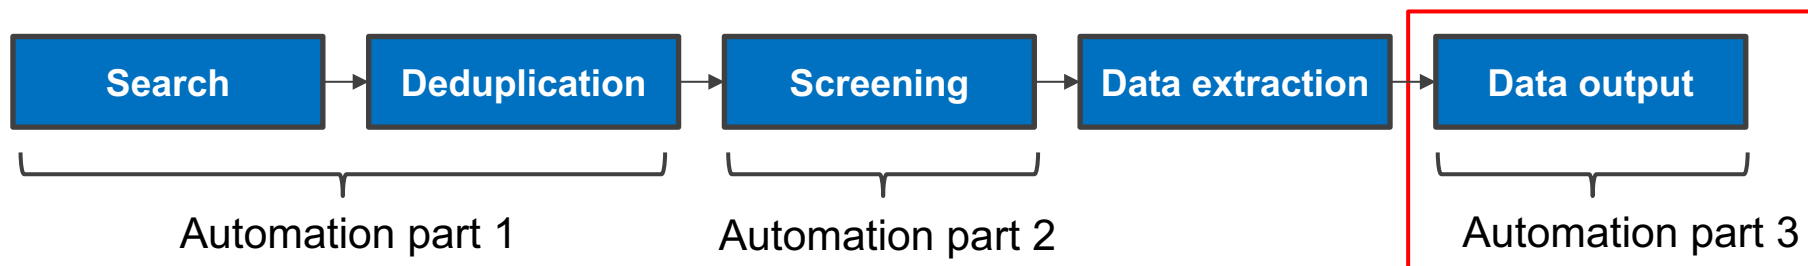 Search
Deduplication
Screening
Data extraction
Data output
Automation part 1
Automation part 2
Automation part 3